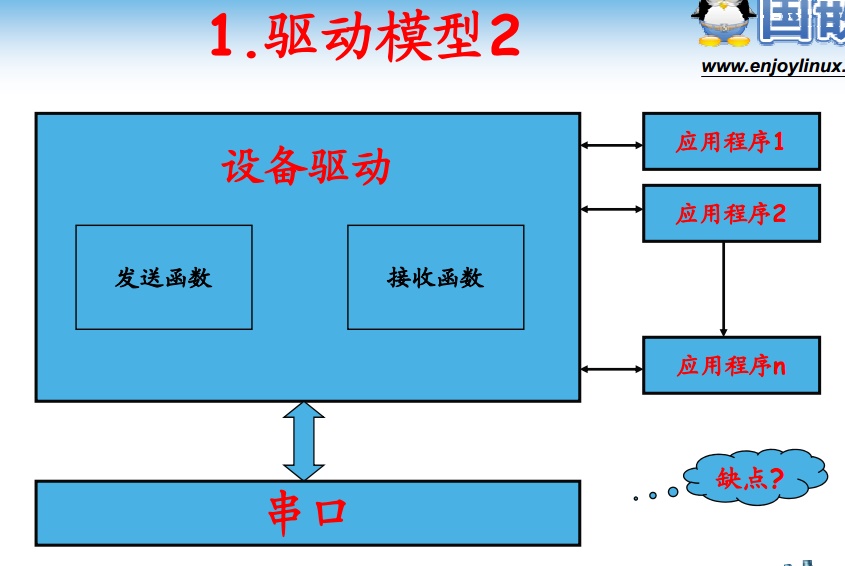 1.驱动模型2
国嵌
www.enjoylinux.
设备驱动
应用程序1
应用程序2
发送函数
接收函数
应用程序n
缺点?
串口